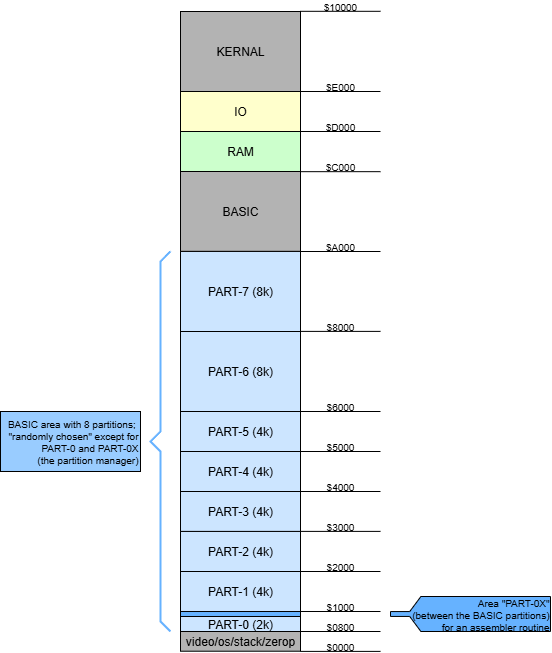 $10000
KERNAL
$E000
IO
$D000
RAM
$C000
BASIC
$A000
PART-7 (8k)
$8000
PART-6 (8k)
$6000
BASIC area with 8 partitions;
"randomly chosen" except for
PART-0 and PART-0X
(the partition manager)
PART-5 (4k)
$5000
PART-4 (4k)
$4000
PART-3 (4k)
$3000
PART-2 (4k)
$2000
PART-1 (4k)
$1000
Area "PART-0X"
(between the BASIC partitions)
for an assembler routine
PART-0 (2k)
$0800
video/os/stack/zerop
$0000